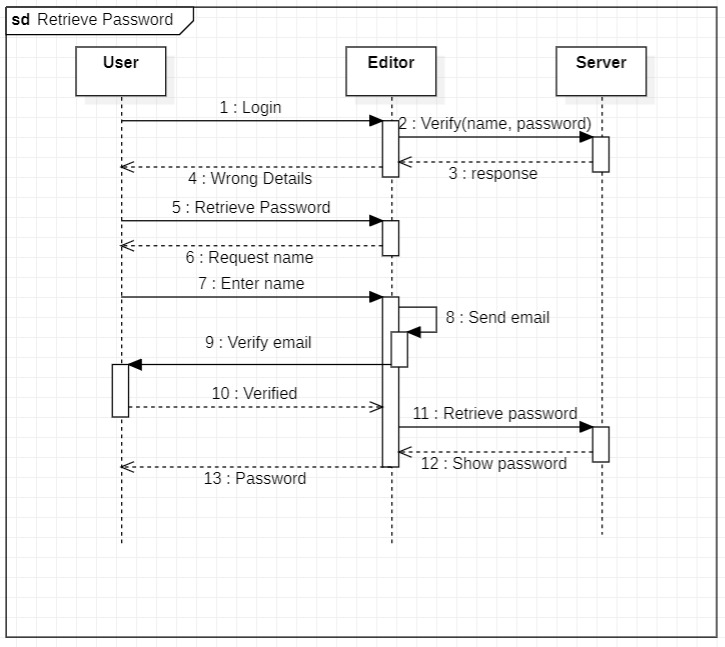 sd Retrieve Password
User
Editor
Server
1 : Login
2 : Verify(name, password)
3 : response
4 : Wrong Details
5 : Retrieve Password
6 : Request name
7 : Enter name
8 : Send email
9 : Verify email
10 : Verified
11 : Retrieve password
12 : Show password
13 : Password